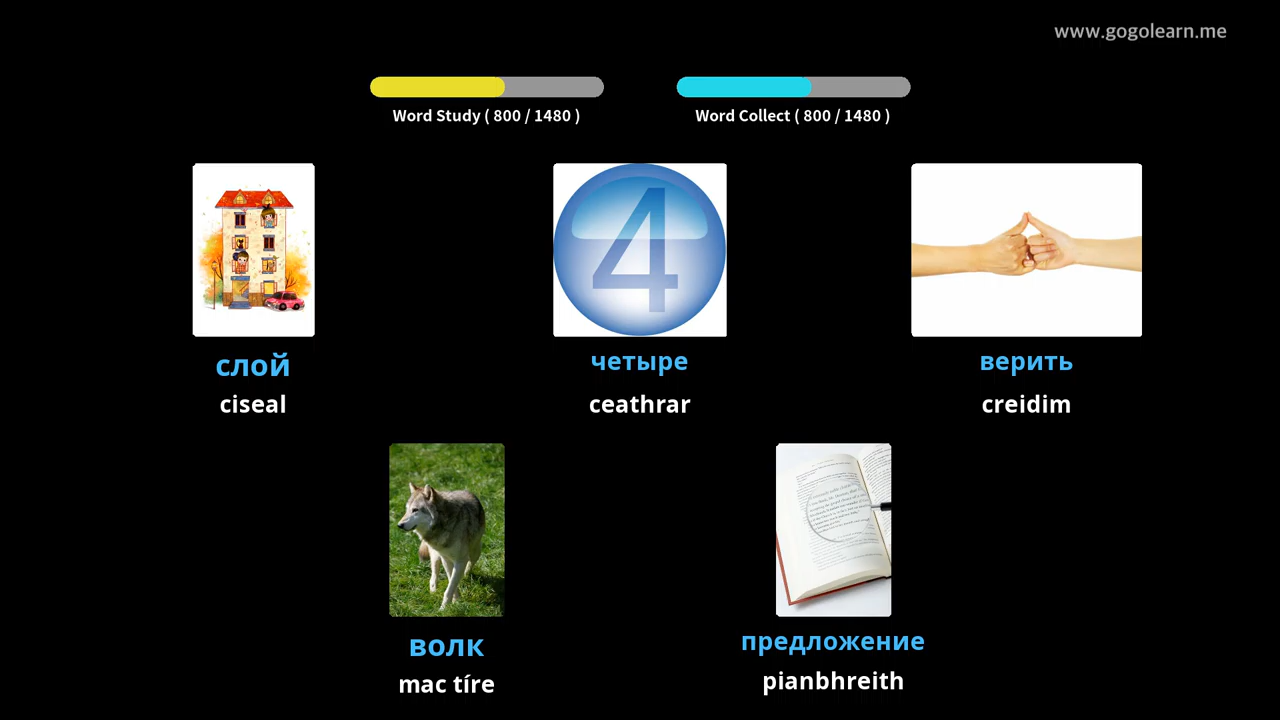 www.gogolearn.me
Word Study ( 800 / 1480 )
Word Collect ( 800 / 1480 )
4
слой
ciseal
четыре
ceathrar
верить
creidim
волк
mac tíre
предложение
pianbhreith